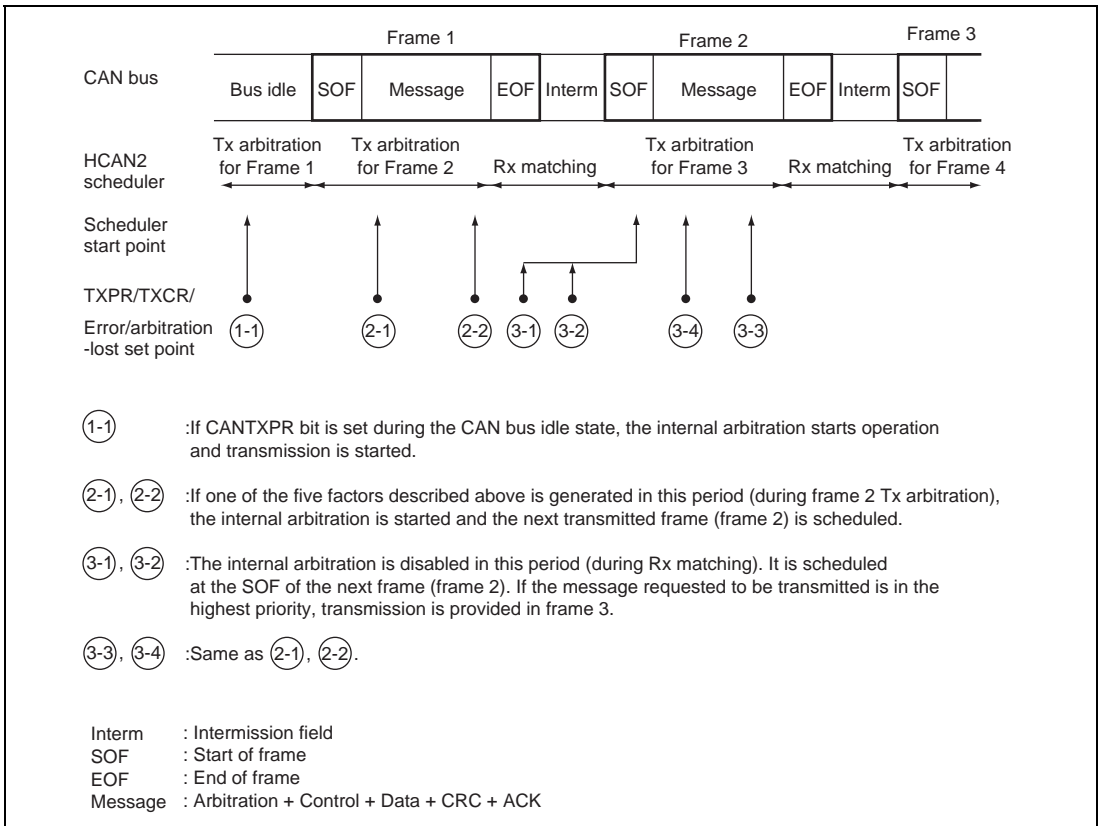 Frame 1 Frame 2 Frame 3
CAN bus
Bus idle SOF Message EOF Interm SOF Message EOF Interm SOF
HCAN2
scheduler
Tx arbitration
for Frame 1
Tx arbitration
for Frame 2
Rx matching
Tx arbitration
for Frame 3
Rx matching
Tx arbitration
for Frame 4
Scheduler
start point
TXPR/TXCR/
Error/arbitration
-lost set point
1-1 2-1 2-2 3-1 3-2 3-4 3-3
1-1 :If CANTXPR bit is set during the CAN bus idle state, the internal arbitration starts operation
and transmission is started.
2-1, 2-2 :If one of the five factors described above is generated in this period (during frame 2 Tx arbitration),
the internal arbitration is started and the next transmitted frame (frame 2) is scheduled.
3-1, 3-2 :The internal arbitration is disabled in this period (during Rx matching). It is scheduled
at the SOF of the next frame (frame 2). If the message requested to be transmitted is in the
highest priority, transmission is provided in frame 3.
3-3, 3-4 :Same as 2-1, 2-2.
Interm : Intermission field
SOF : Start of frame
EOF : End of frame
Message : Arbitration + Control + Data + CRC + ACK